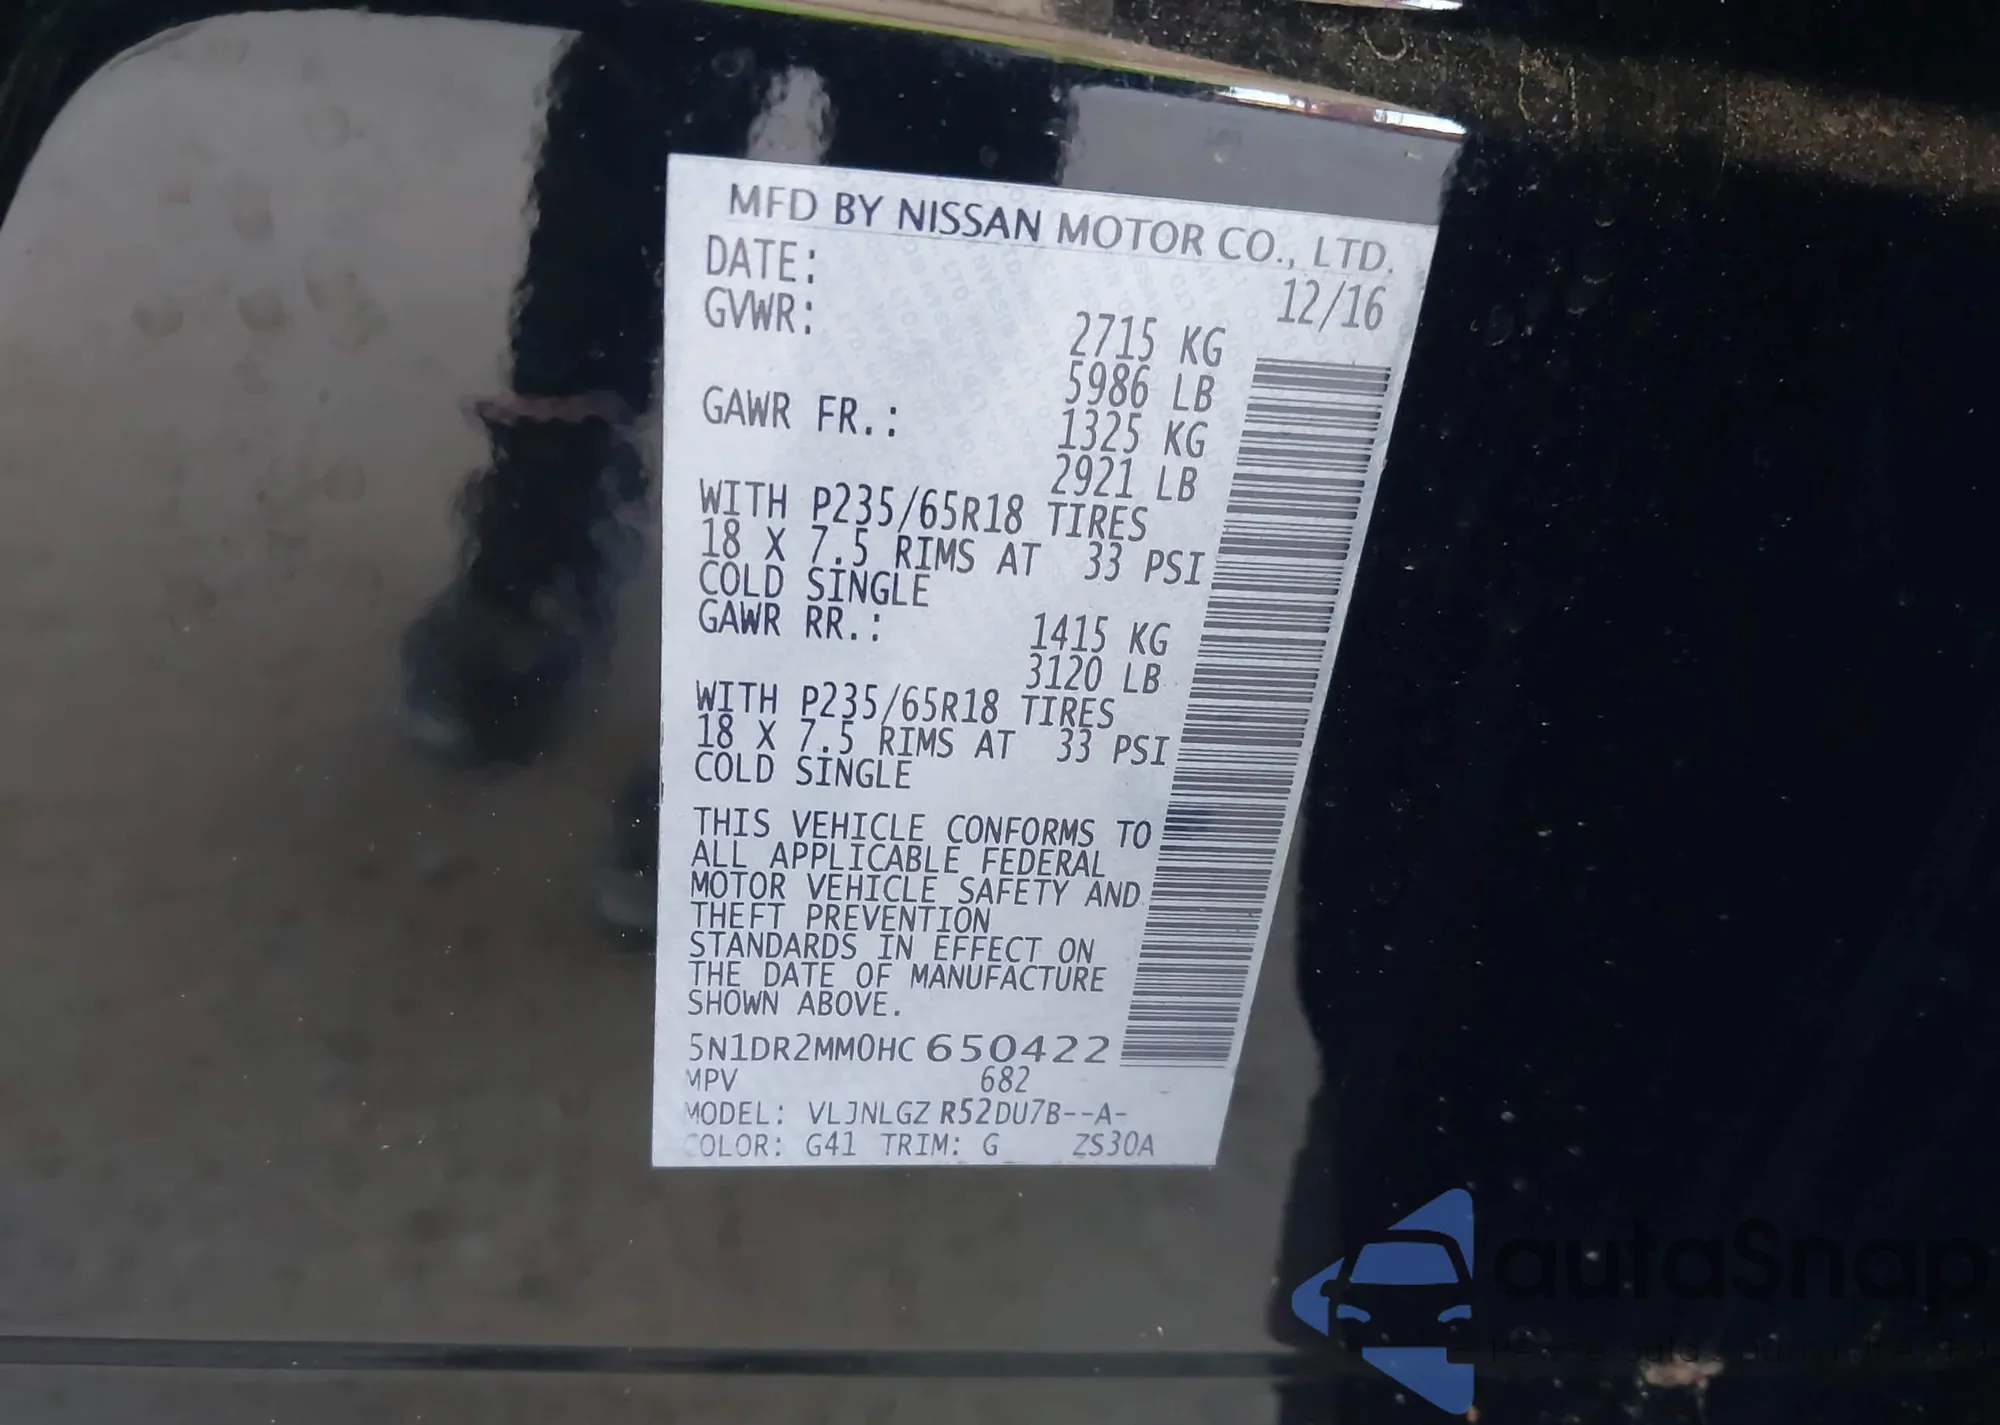 MFD BY NISSAN MOTOR CO., LTD.
DATE: 12/16
GVWR: 2715 KG
5986 LB
GAWR FR.: 1325 KG
2921 LB
WITH P235/65R18 TIRES
18 X 7.5 RIMS AT 33 PSI
COLD SINGLE
GAWR RR.: 1415 KG
3120 LB
WITH P235/65R18 TIRES
18 X 7.5 RIMS AT 33 PSI
COLD SINGLE
THIS VEHICLE CONFORMS TO
ALL APPLICABLE FEDERAL
MOTOR VEHICLE SAFETY AND
THEFT PREVENTION
STANDARDS IN EFFECT ON
THE DATE OF MANUFACTURE
SHOWN ABOVE.
5N1DR2MM0HC 650422
MPV 682
MODEL: VLJNLGZ R52DU7B--A-
COLOR: G41 TRIM: G ZS30A
autaSnap